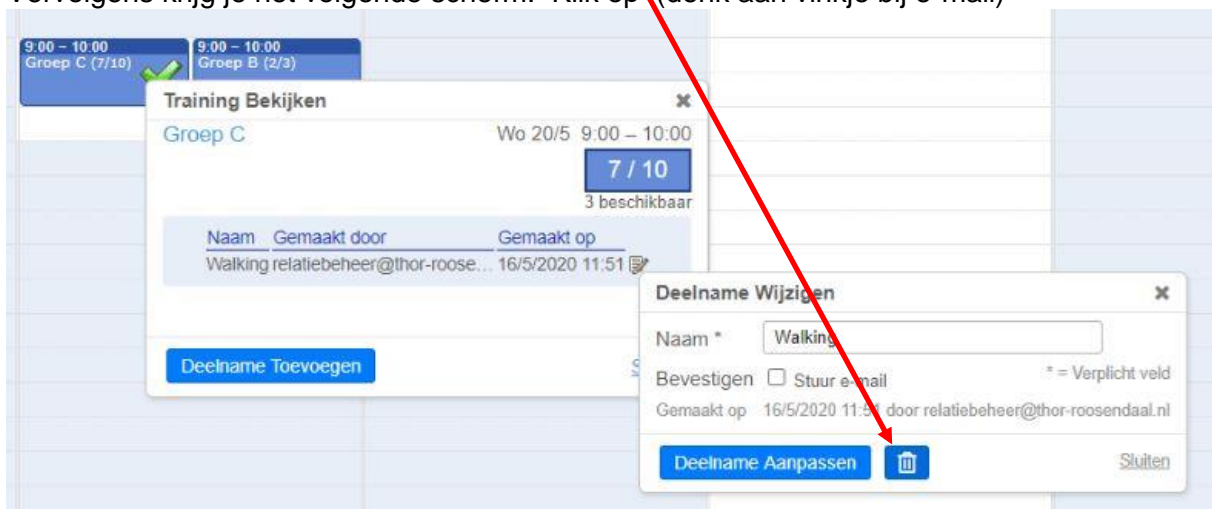 Vervolgens krijg je het volgende scherm. Klik op (denk aan vinkje bij e-mail)
9:00 – 10:00
Groep C (7/10)
9:00 – 10:00
Groep B (2/3)
Training Bekijken
Groep C
Wo 20/5 9:00 – 10:00
7 / 10
3 beschikbaar
Naam Gemaakt door Gemaakt op
Walking relatiebeheer@thor-roose... 16/5/2020 11:51
Deelname Toevoegen
Deelname Wijzigen
Naam * Walking
Bevestigen Stuur e-mail
* = Verplicht veld
Gemaakt op 16/5/2020 11:51 door relatiebeheer@thor-roosendaal.nl
Deelname Aanpassen
Sluiten